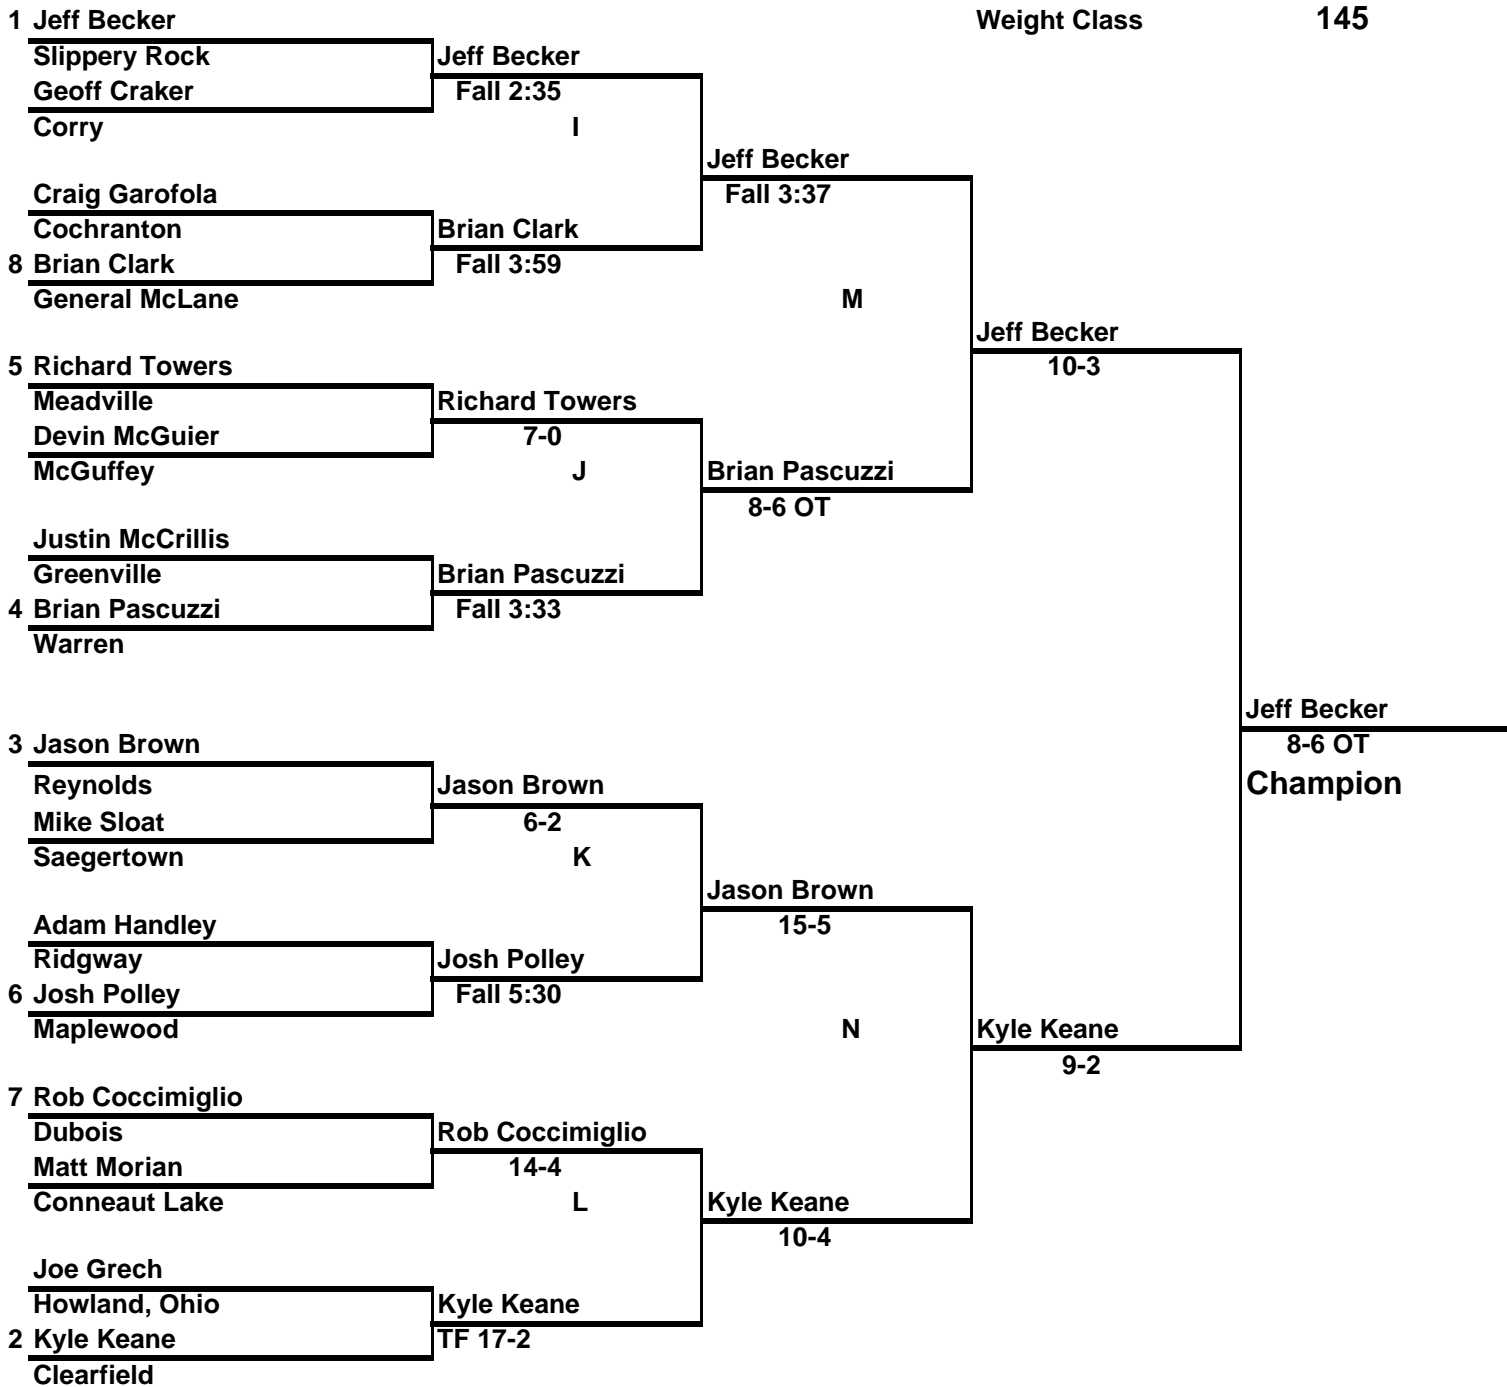 1 Jeff Becker Weight Class 145
Slippery Rock Jeff Becker
Geoff Craker Fall 2:35
Corry I
Jeff Becker
Craig Garofola Fall 3:37
Cochranton Brian Clark
8 Brian Clark Fall 3:59
General McLane M
Jeff Becker
5 Richard Towers 10-3
Meadville Richard Towers
Devin McGuier 7-0
McGuffey J Brian Pascuzzi
8-6 OT
Justin McCrillis
Greenville Brian Pascuzzi
4 Brian Pascuzzi Fall 3:33
Warren
Jeff Becker
3 Jason Brown 8-6 OT
Reynolds Jason Brown Champion
Mike Sloat 6-2
Saegertown K
Jason Brown
Adam Handley 15-5
Ridgway Josh Polley
6 Josh Polley Fall 5:30
Maplewood N Kyle Keane
9-2
7 Rob Coccimiglio
Dubois Rob Coccimiglio
Matt Morian 14-4
Conneaut Lake L Kyle Keane
10-4
Joe Grech
Howland, Ohio Kyle Keane
2 Kyle Keane TF 17-2
Clearfield